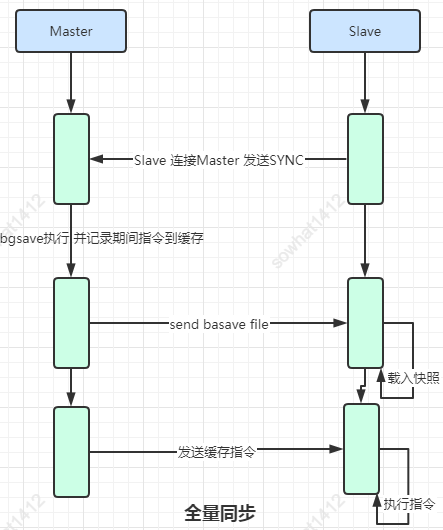 Master
Slave
Slave 连接Master 发送SYNC
bgsave执行 并记录期间指令到缓存
send basave file
载入快照
发送缓存指令
执行指令
全量同步
sowhat1412